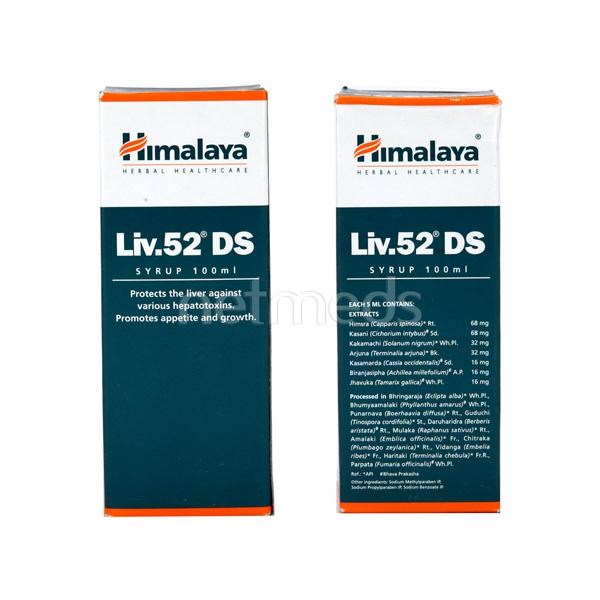 Himalaya®
HERBAL HEALTHCARE
Liv.52® DS
SYRUP 100ml
Protects the liver against
various hepatotoxins.
Promotes appetite and growth.
Himalaya®
HERBAL HEALTHCARE
Liv.52® DS
SYRUP 100ml
EACH 5 ML CONTAINS:
EXTRACTS
Himsra (Capparis spinosa)* Rt. 68 mg
Kasani (Cichorium intybus)# Sd. 68 mg
Kakamachi (Solanum nigrum)* Wh.Pl. 32 mg
Arjuna (Terminalia arjuna)* Bk. 32 mg
Kasamarda (Cassia occidentalis)# Sd. 16 mg
Biranjasipha (Achillea millefolium)# A.P. 16 mg
Jhavuka (Tamarix gallica)# Wh.Pl. 16 mg
Processed in Bhringaraja (Eclipta alba)* Wh.Pl.,
Bhumyaamalaki (Phyllanthus amarus)# Wh.Pl.,
Punarnava (Boerhaavia diffusa)* Rt., Guduchi
(Tinospora cordifolia)* St., Daruharidra (Berberis
aristata)# Rt., Mulaka (Raphanus sativus)* Rt.,
Amalaki (Emblica officinalis)* Fr., Chitraka
(Plumbago zeylanica)* Rt., Vidanga (Embelia
ribes)* Fr., Haritaki (Terminalia chebula)* Fr.R.,
Parpata (Fumaria officinalis)# Wh.Pl.
Ref.: *API #Bhava Prakasha
Other ingredients: Sodium Methylparaben IP,
Sodium Propylparaben IP, Sodium Benzoate IP.
netmeds